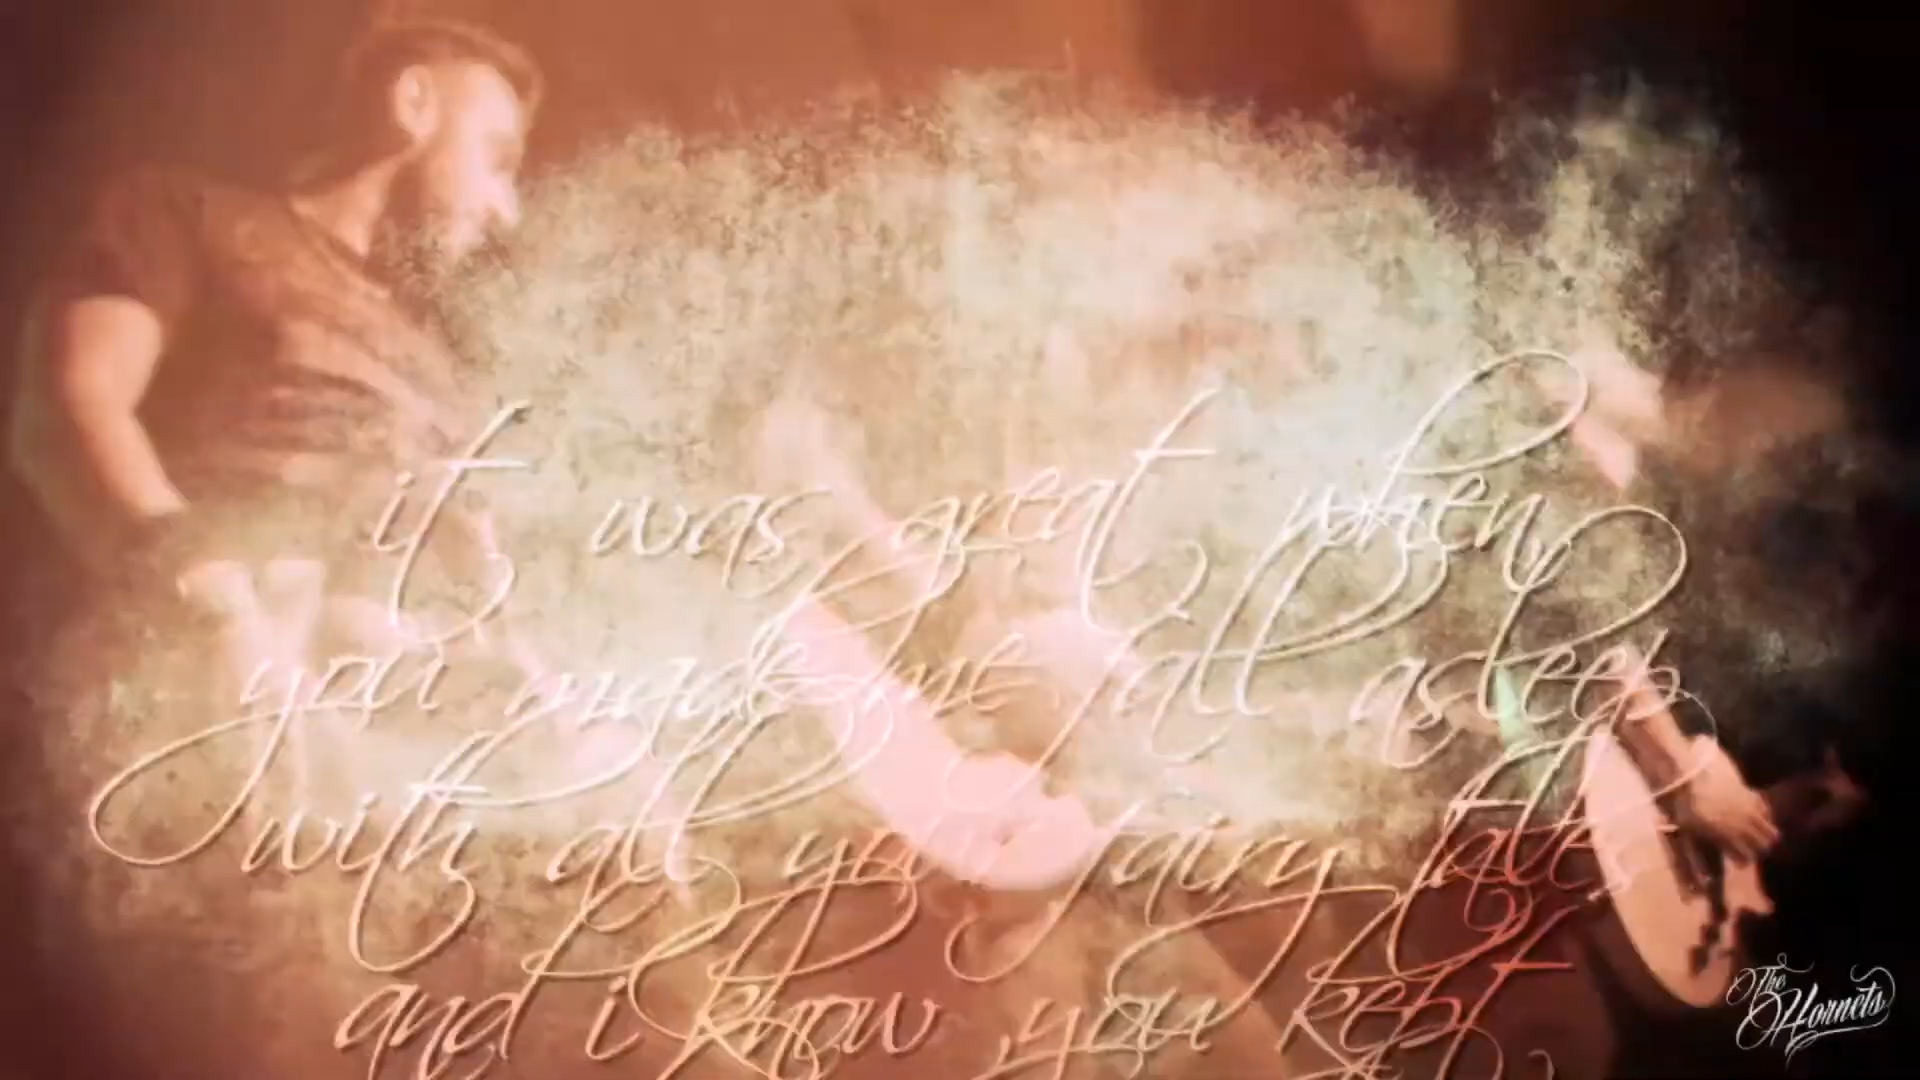 it was great when
you made me fall asleep
with all your fairy tales
and i know you kept
The
Hornets